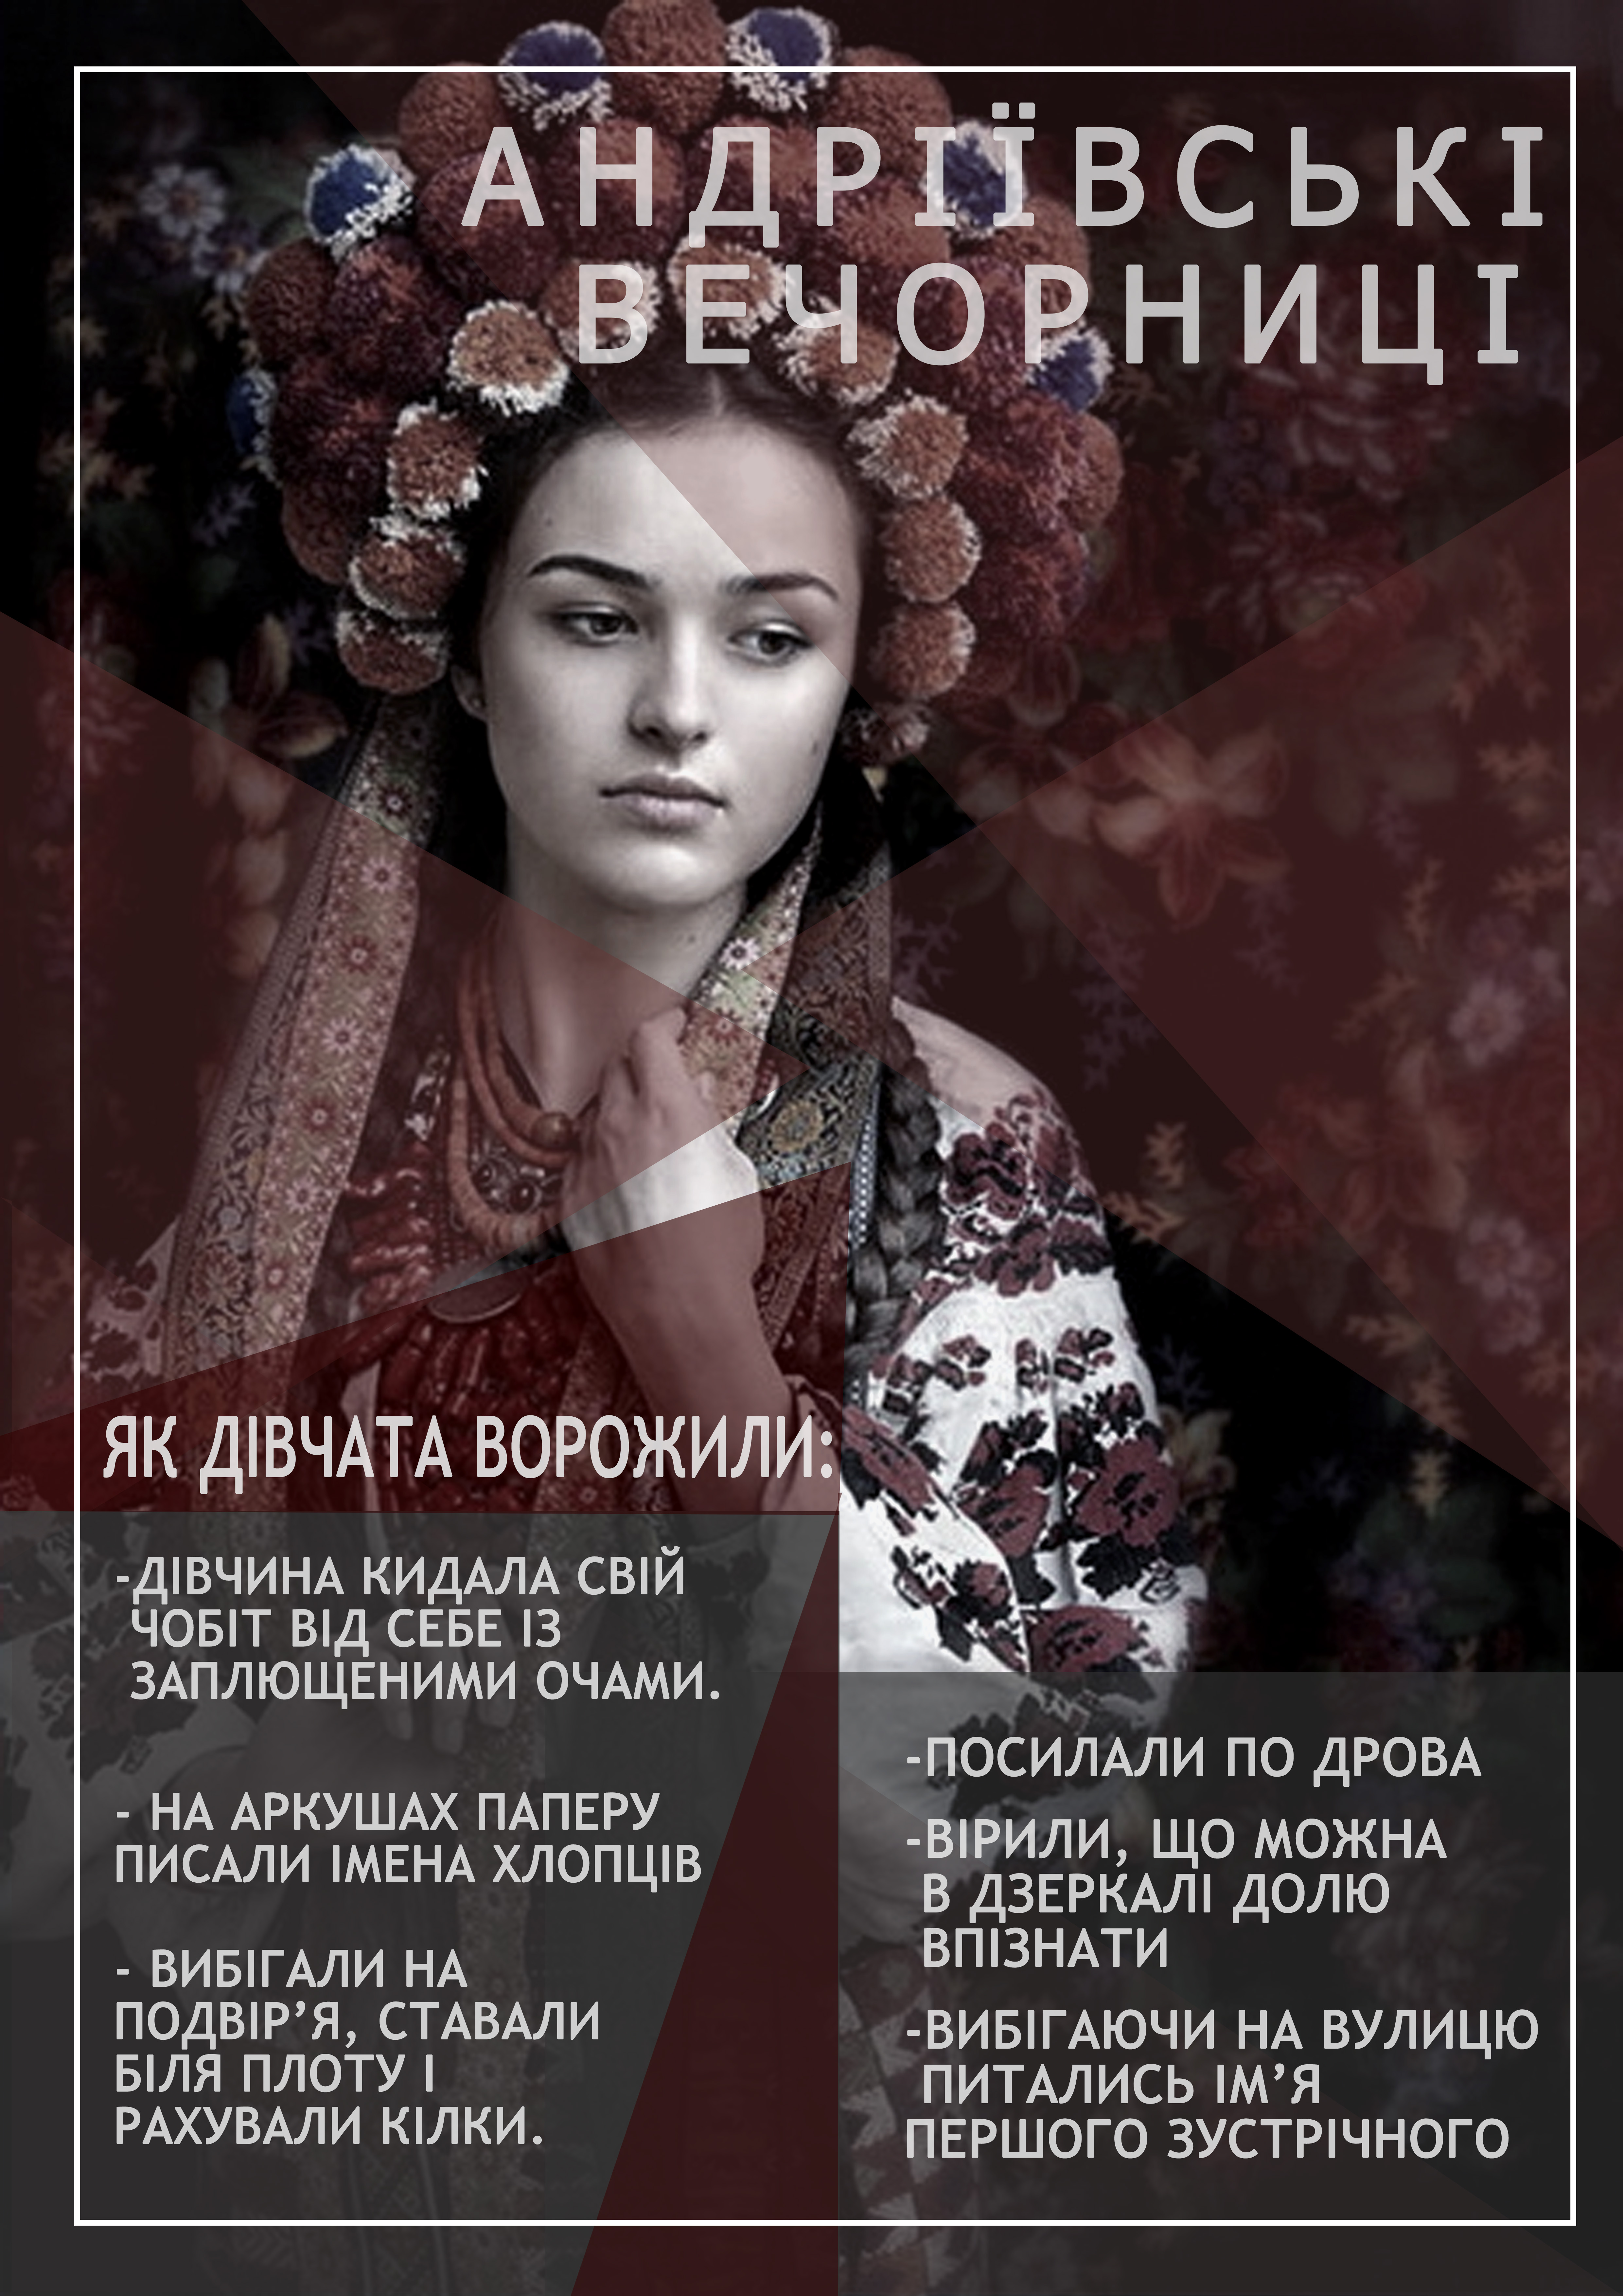 АНДРІЇВСЬКІ
ВЕЧОРНИЦІ
ЯК ДІВЧАТА ВОРОЖИЛИ:
-ДІВЧИНА КИДАЛА СВІЙ
ЧОБІТ ВІД СЕБЕ ІЗ
ЗАПЛЮЩЕНИМИ ОЧАМИ.
- НА АРКУШАХ ПАПЕРУ
ПИСАЛИ ІМЕНА ХЛОПЦІВ
- ВИБІГАЛИ НА
ПОДВІР’Я, СТАВАЛИ
БІЛЯ ПЛОТУ І
РАХУВАЛИ КІЛКИ.
-ПОСИЛАЛИ ПО ДРОВА
-ВІРИЛИ, ЩО МОЖНА
В ДЗЕРКАЛІ ДОЛЮ
ВПІЗНАТИ
-ВИБІГАЮЧИ НА ВУЛИЦЮ
ПИТАЛИСЬ ІМ’Я
ПЕРШОГО ЗУСТРІЧНОГО